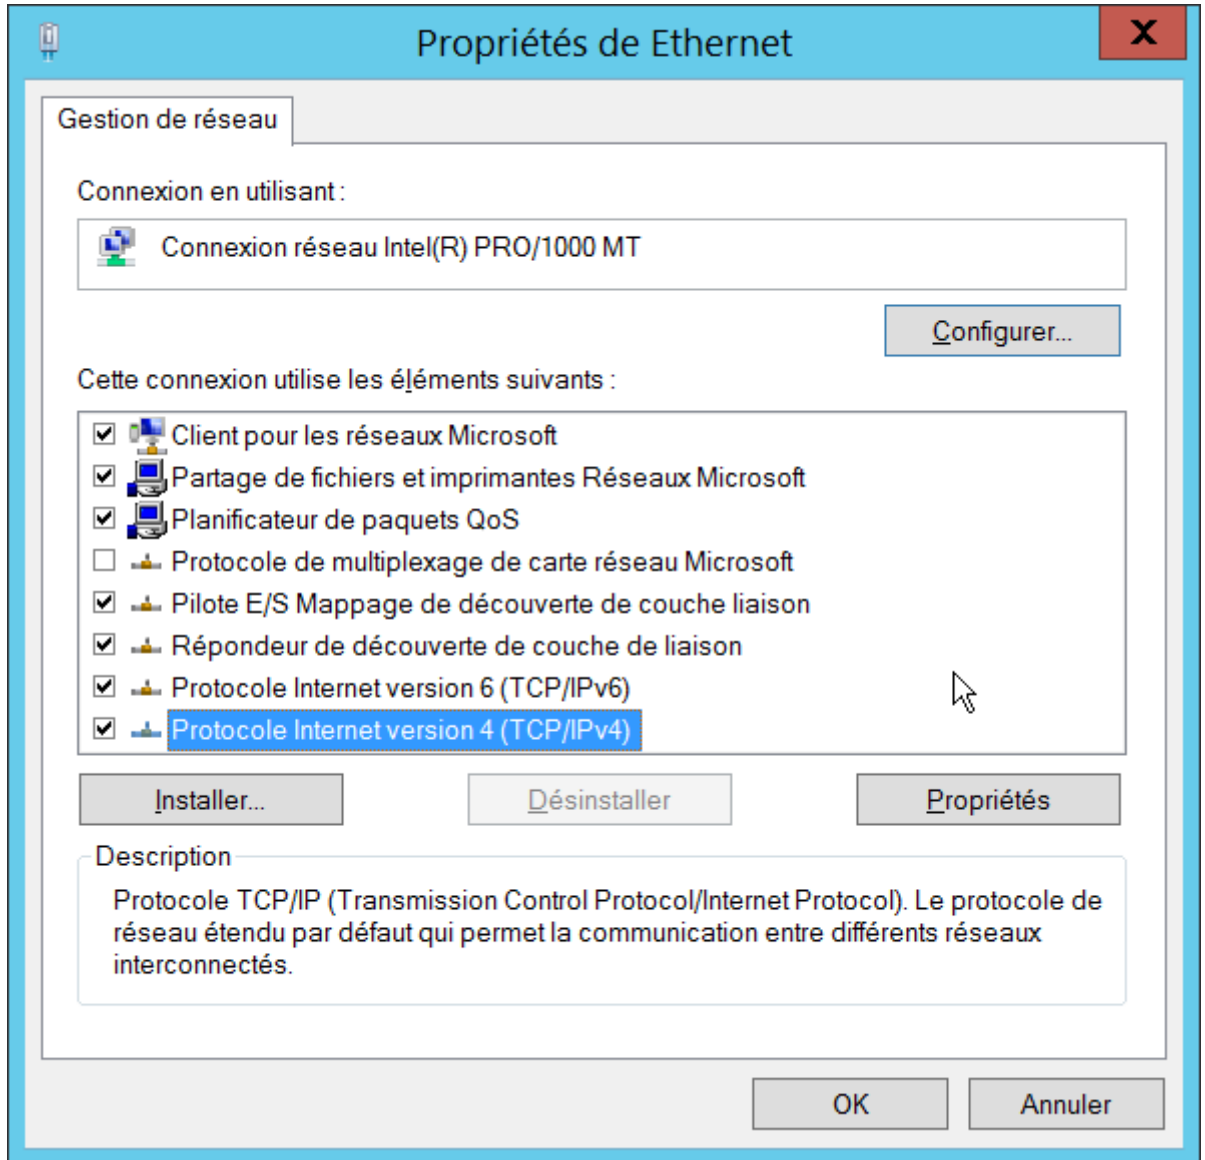 Propriétés de Ethernet
X
Gestion de réseau
Connexion en utilisant :
Connexion réseau Intel(R) PRO/1000 MT
Configurer...
Cette connexion utilise les éléments suivants :
Client pour les réseaux Microsoft
Partage de fichiers et imprimantes Réseaux Microsoft
Planificateur de paquets QoS
Protocole de multiplexage de carte réseau Microsoft
Pilote E/S Mappage de découverte de couche liaison
Répondeur de découverte de couche de liaison
Protocole Internet version 6 (TCP/IPv6)
Protocole Internet version 4 (TCP/IPv4)
Installer... Désinstaller Propriétés
Description
Protocole TCP/IP (Transmission Control Protocol/Internet Protocol). Le protocole de
réseau étendu par défaut qui permet la communication entre différents réseaux
interconnectés.
OK Annuler